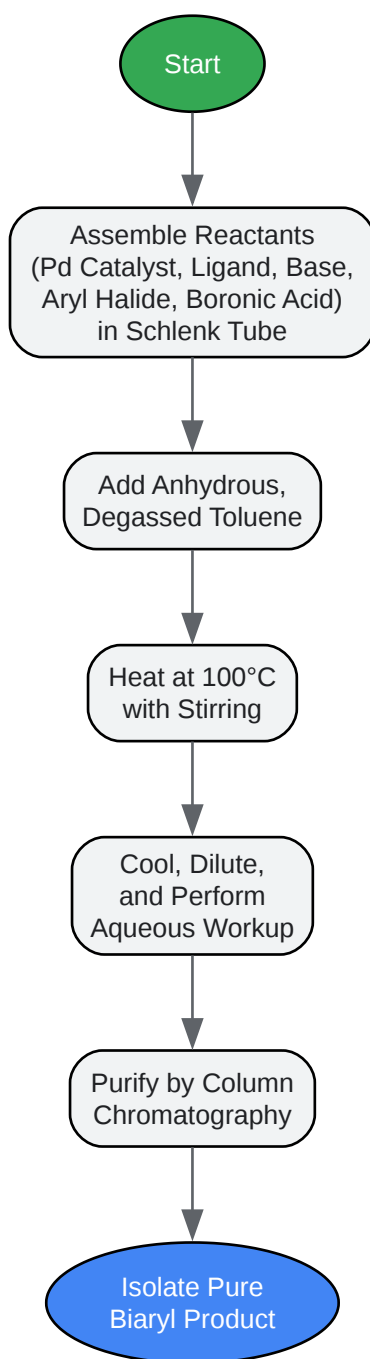 Start
Assemble Reactants
(Pd Catalyst, Ligand, Base,
Aryl Halide, Boronic Acid)
in Schlenk Tube
Add Anhydrous,
Degassed Toluene
Heat at 100°C
with Stirring
Cool, Dilute,
and Perform
Aqueous Workup
Purify by Column
Chromatography
Isolate Pure
Biaryl Product